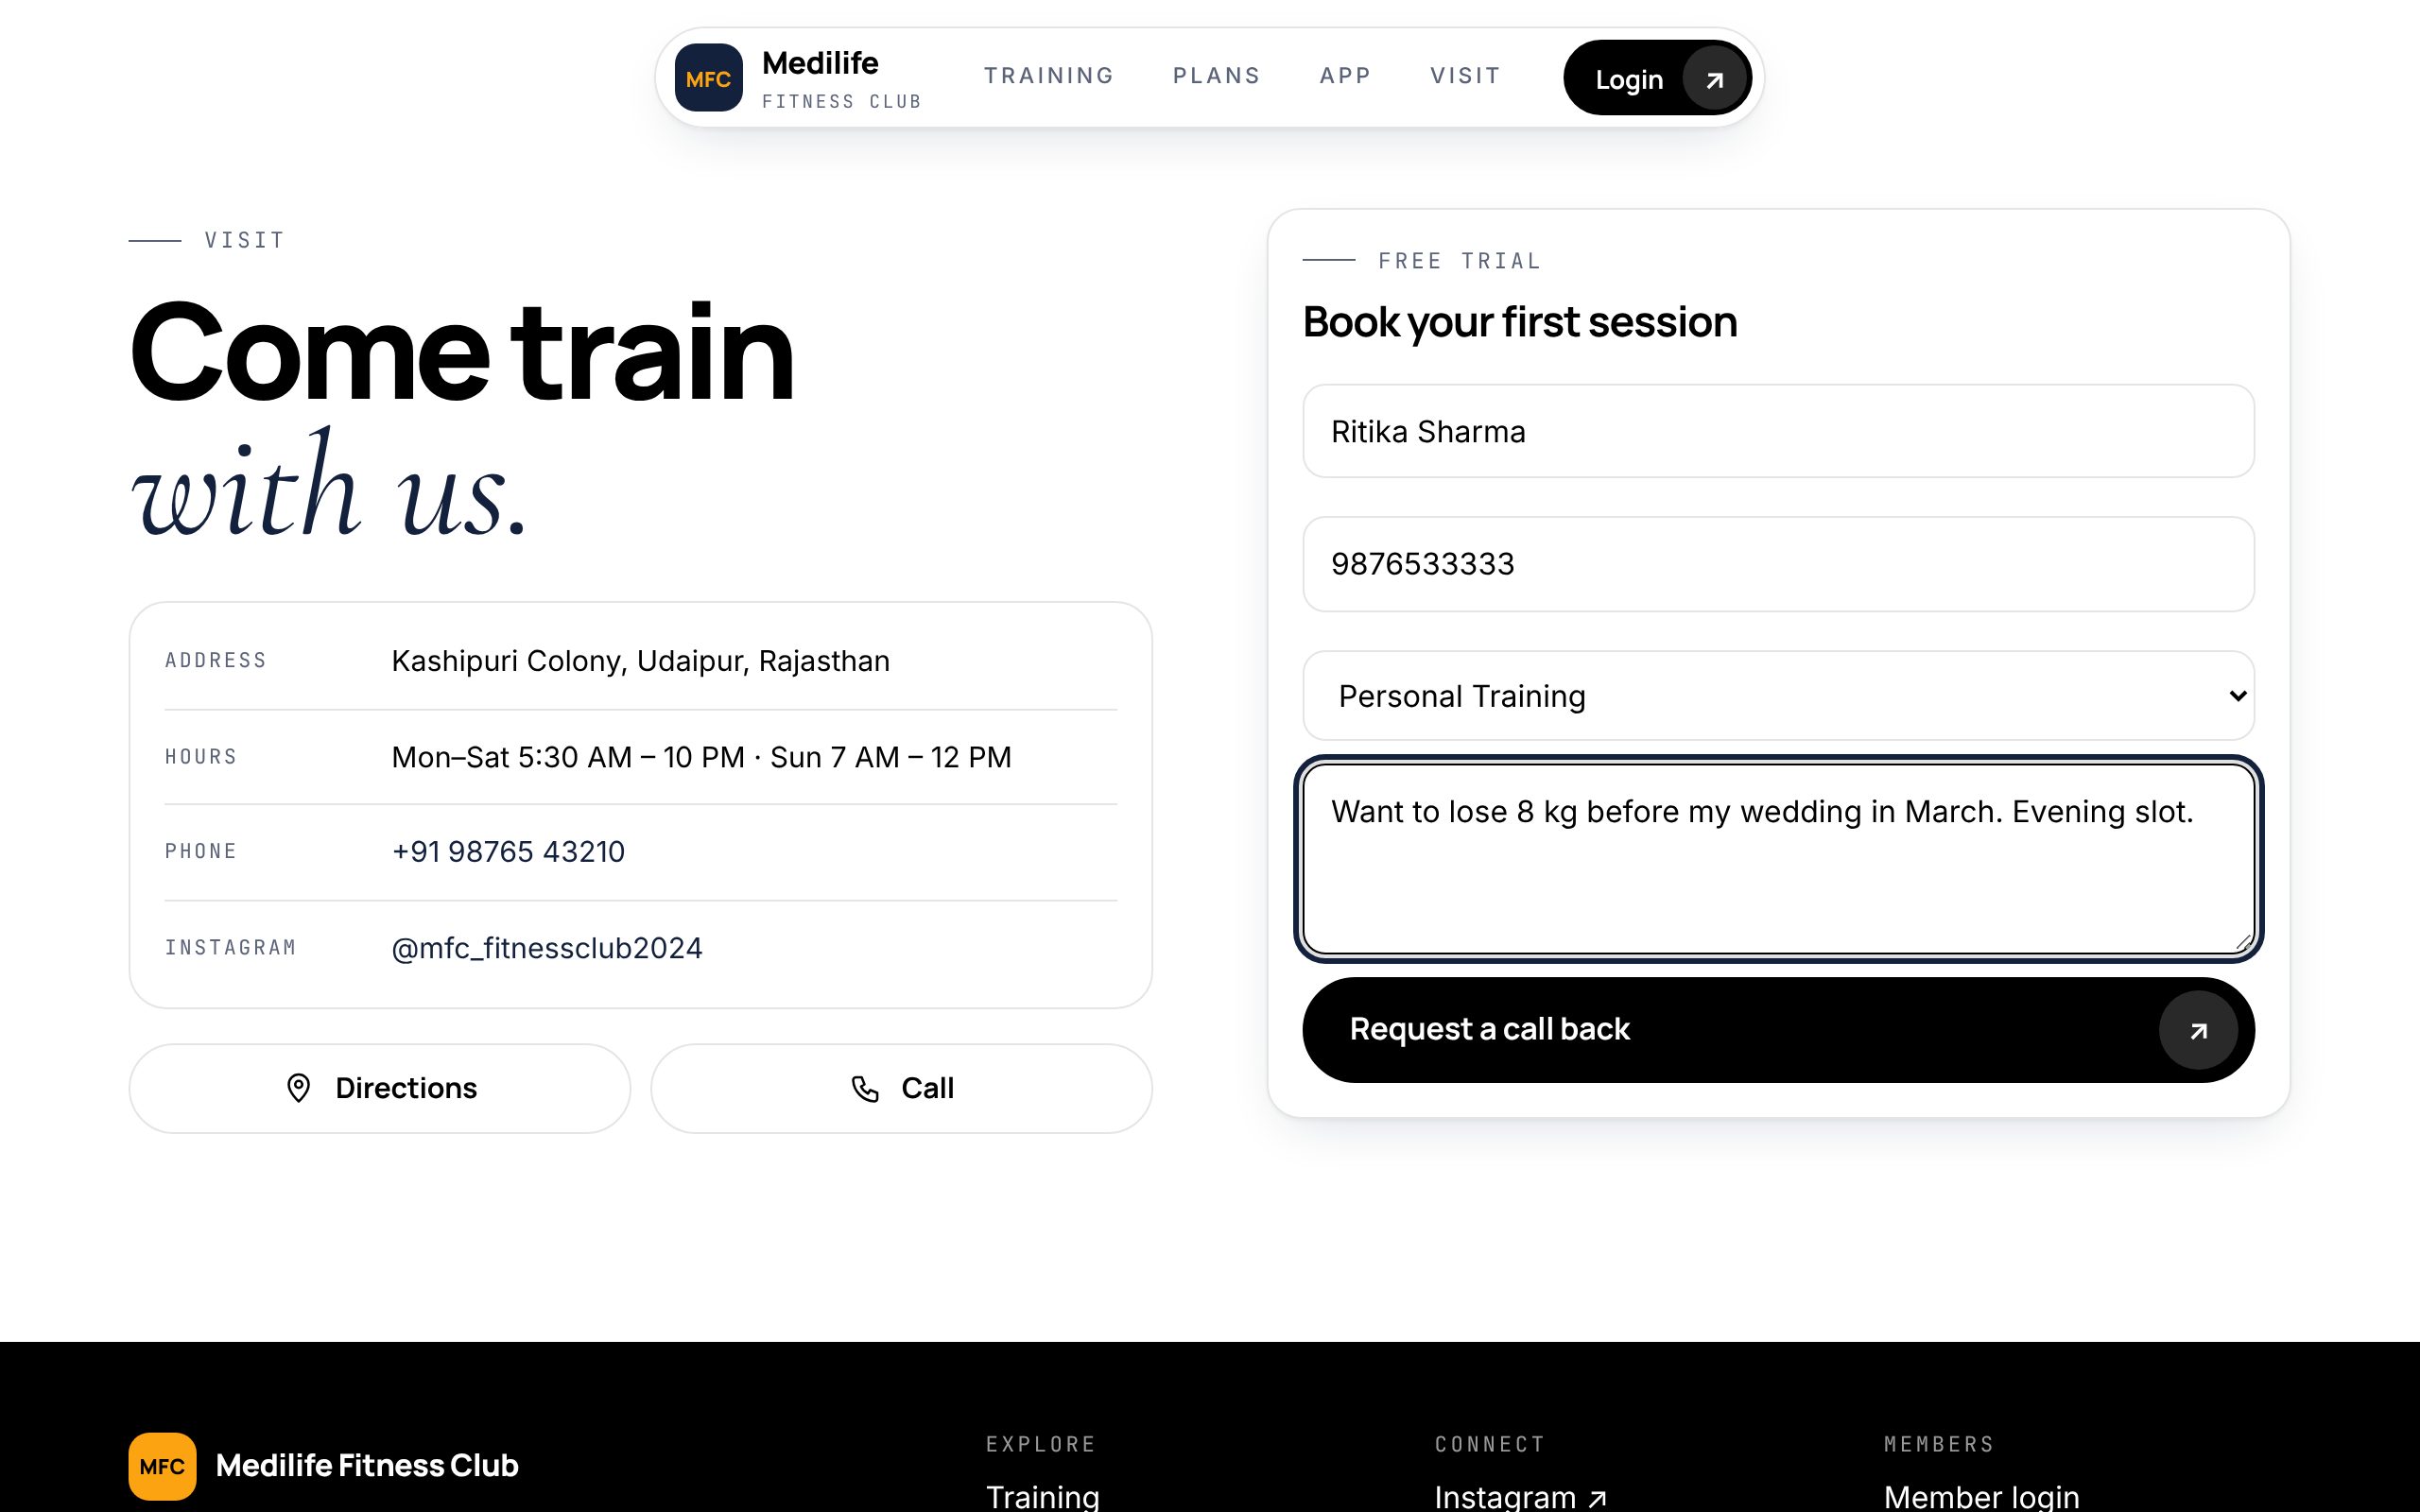 MFC
Medilife
FITNESS CLUB
TRAINING
PLANS
APP
VISIT
Login
VISIT
Come train
with us.
ADDRESS
Kashipuri Colony, Udaipur, Rajasthan
HOURS
Mon–Sat 5:30 AM – 10 PM · Sun 7 AM – 12 PM
PHONE
+91 98765 43210
INSTAGRAM
@mfc_fitnessclub2024
Directions
Call
FREE TRIAL
Book your first session
Ritika Sharma
9876533333
Personal Training
Want to lose 8 kg before my wedding in March. Evening slot.
Request a call back
MFC
Medilife Fitness Club
EXPLORE
Training
CONNECT
Instagram ↗
MEMBERS
Member login